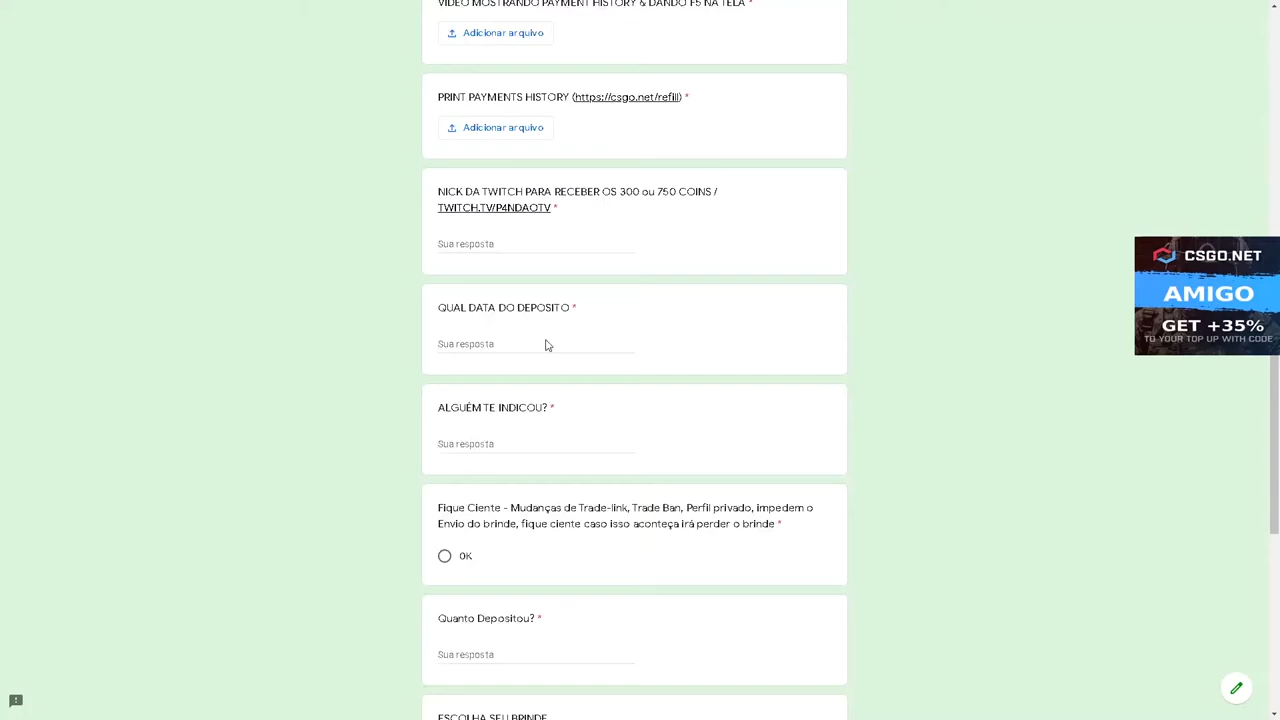 VIDEO MOSTRANDO PAYMENT HISTORY & DANDO F5 NA TELA *
Adicionar arquivo
PRINT PAYMENTS HISTORY (https://csgo.net/refill) *
Adicionar arquivo
NICK DA TWITCH PARA RECEBER OS 300 ou 750 COINS /
TWITCH.TV/P4NDAOTV *
Sua resposta
QUAL DATA DO DEPOSITO *
Sua resposta
ALGUÉM TE INDICOU? *
Sua resposta
Fique Ciente - Mudanças de Trade-link, Trade Ban, Perfil privado, impedem o
Envio do brinde, fique ciente caso isso aconteça irá perder o brinde *
OK
Quanto Depositou? *
Sua resposta
ESCOLHA SEU BRINDE
CSGO.NET
AMIGO
GET +35%
TO YOUR TOP UP WITH CODE